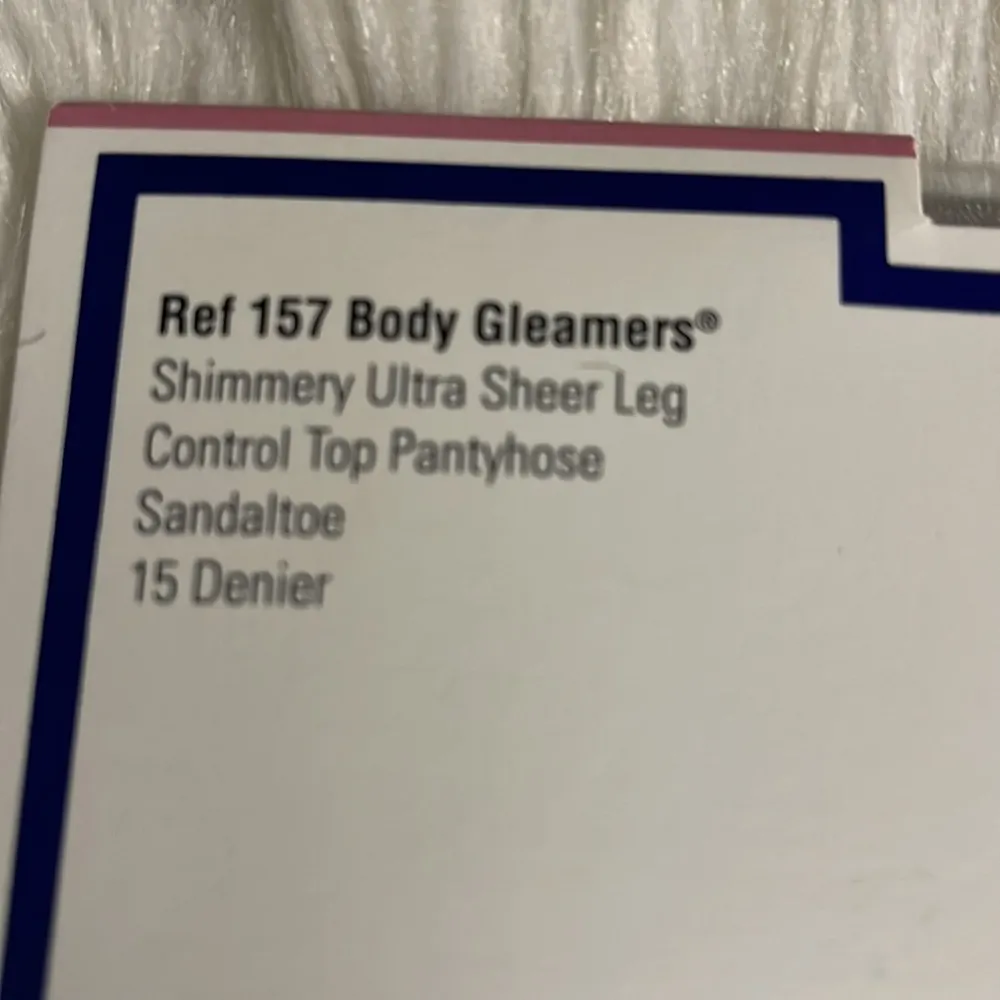 Ref 157 Body Gleamers®
Shimmery Ultra Sheer Leg
Control Top Pantyhose
Sandaltoe
15 Denier